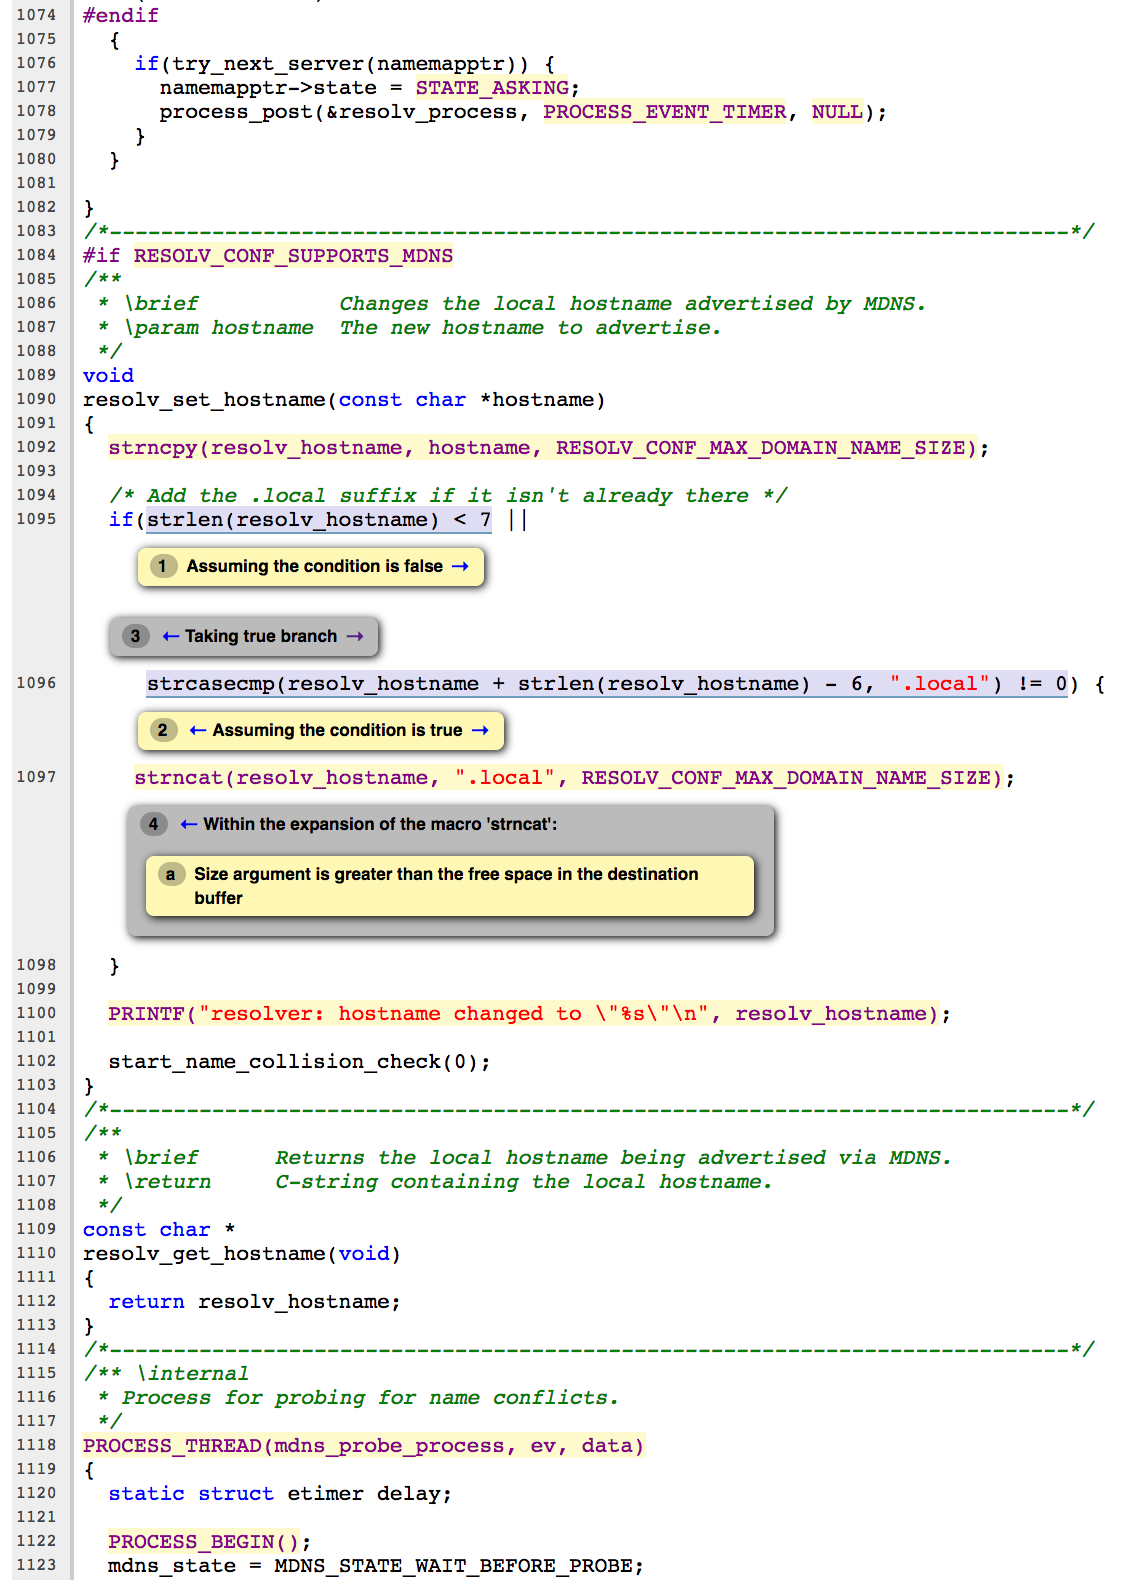 1074 #endif
1075   {
1076     if(try_next_server(namemapptr)) {
1077       namemapptr->state = STATE_ASKING;
1078       process_post(&resolv_process, PROCESS_EVENT_TIMER, NULL);
1079     }
1080   }
1081
1082 }
1083 /*---------------------------------------------------------------------------*/
1084 #if RESOLV_CONF_SUPPORTS_MDNS
1085 /**
1086  * \brief           Changes the local hostname advertised by MDNS.
1087  * \param hostname  The new hostname to advertise.
1088  */
1089 void
1090 resolv_set_hostname(const char *hostname)
1091 {
1092   strncpy(resolv_hostname, hostname, RESOLV_CONF_MAX_DOMAIN_NAME_SIZE);
1093
1094   /* Add the .local suffix if it isn't already there */
1095   if(strlen(resolv_hostname) < 7 ||
1 Assuming the condition is false →
3 ← Taking true branch →
1096      strcasecmp(resolv_hostname + strlen(resolv_hostname) - 6, ".local") != 0) {
2 ← Assuming the condition is true →
1097     strncat(resolv_hostname, ".local", RESOLV_CONF_MAX_DOMAIN_NAME_SIZE);
4 ← Within the expansion of the macro 'strncat':
a Size argument is greater than the free space in the destination
buffer
1098   }
1099
1100   PRINTF("resolver: hostname changed to \"%s\"\n", resolv_hostname);
1101
1102   start_name_collision_check(0);
1103 }
1104 /*---------------------------------------------------------------------------*/
1105 /**
1106  * \brief      Returns the local hostname being advertised via MDNS.
1107  * \return     C-string containing the local hostname.
1108  */
1109 const char *
1110 resolv_get_hostname(void)
1111 {
1112   return resolv_hostname;
1113 }
1114 /*---------------------------------------------------------------------------*/
1115 /** \internal
1116  * Process for probing for name conflicts.
1117  */
1118 PROCESS_THREAD(mdns_probe_process, ev, data)
1119 {
1120   static struct etimer delay;
1121
1122   PROCESS_BEGIN();
1123   mdns_state = MDNS_STATE_WAIT_BEFORE_PROBE;